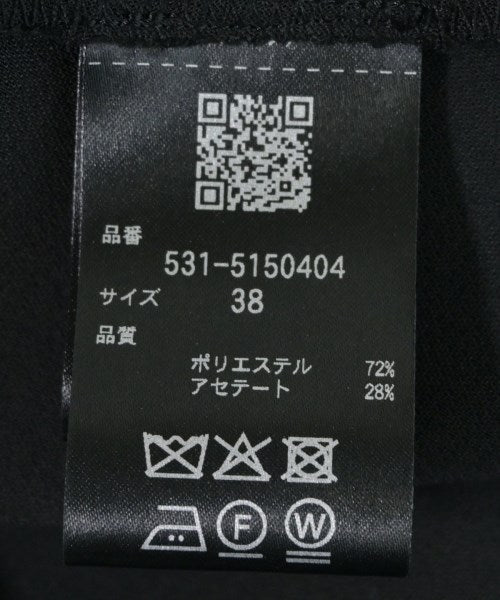 品番
531-5150404
サイズ 38
品質
ポリエステル 72%
アセテート 28%
F W